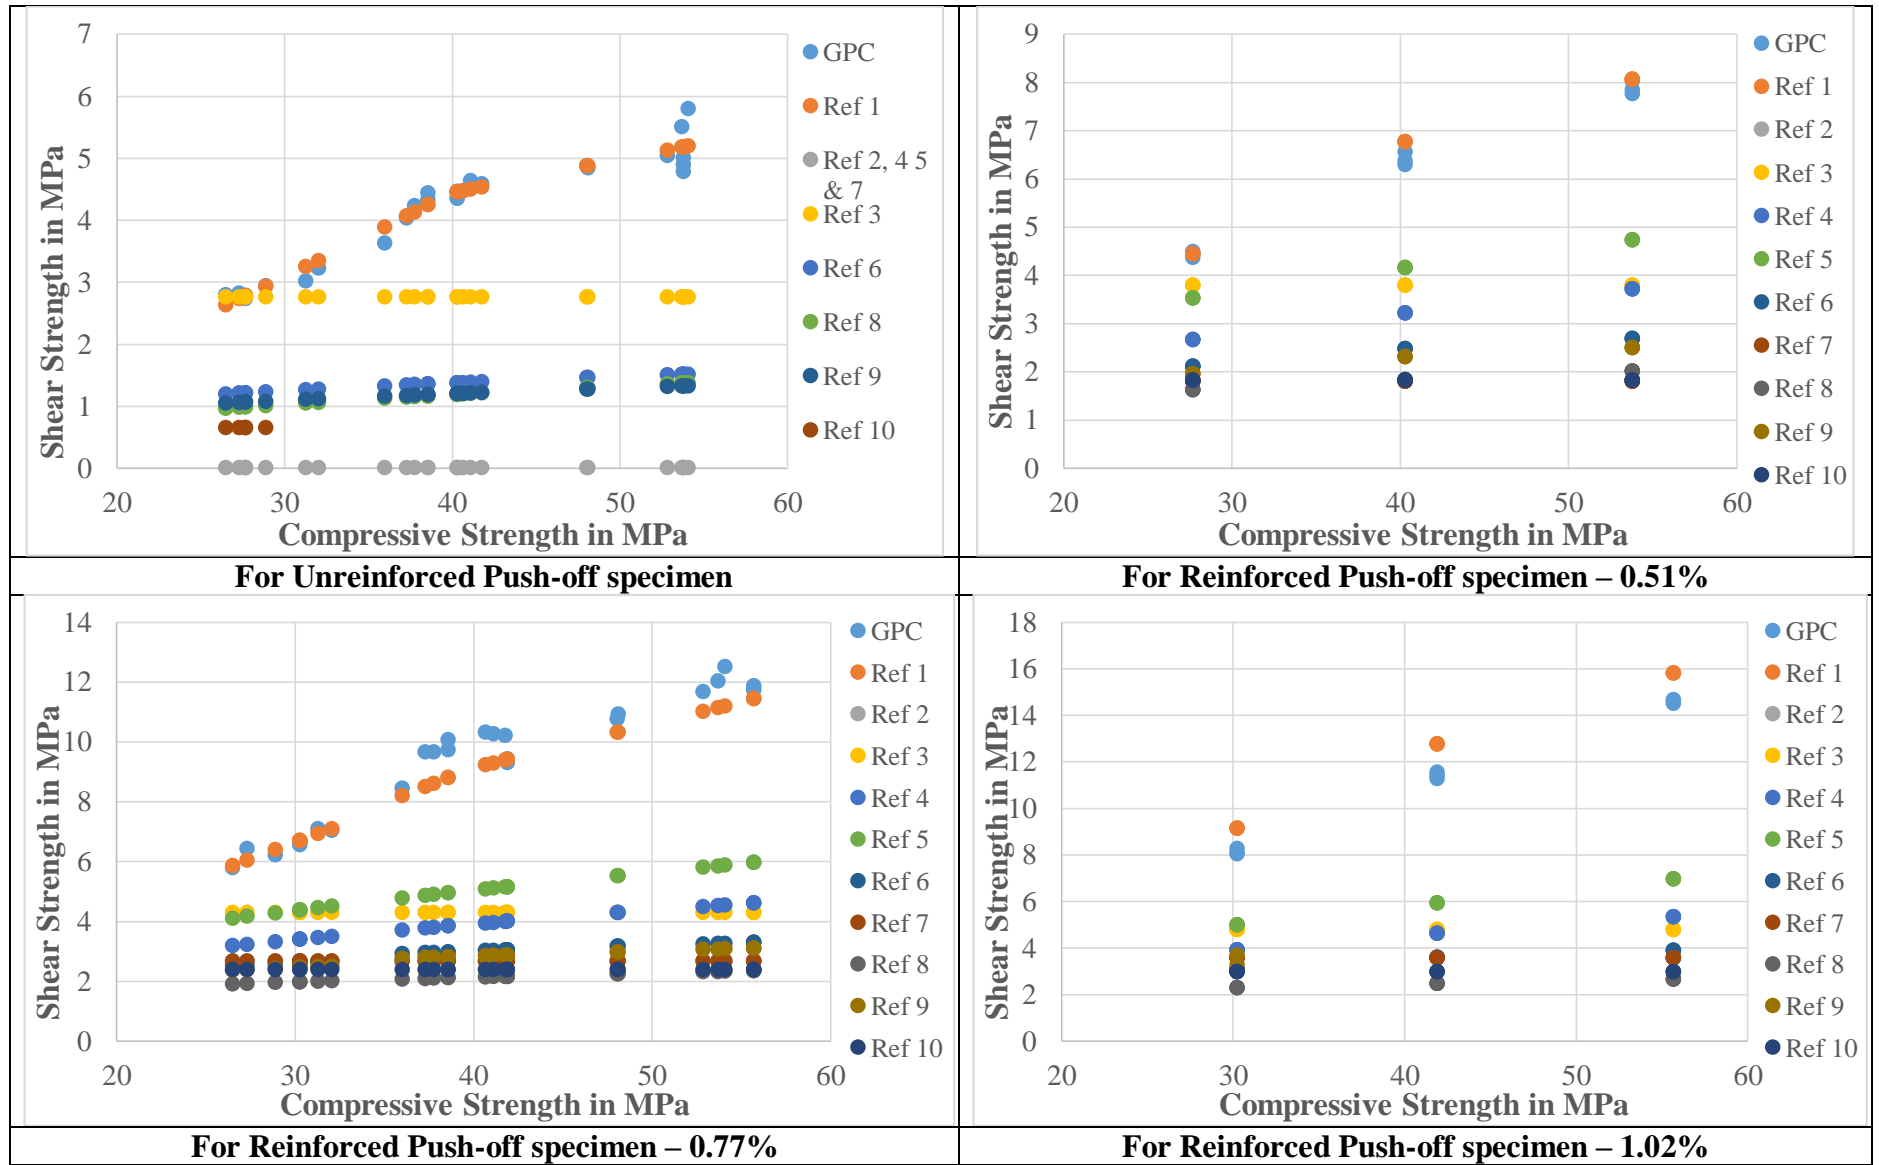 7
6
5
4
3
2
1
0
20 30 40 50 60
Shear Strength in MPa
Compressive Strength in MPa
GPC
Ref 1
Ref 2, 4 5
& 7
Ref 3
Ref 6
Ref 8
Ref 9
Ref 10
For Unreinforced Push-off specimen
9
8
7
6
5
4
3
2
1
0
20 30 40 50 60
Shear Strength in MPa
Compressive Strength in MPa
GPC
Ref 1
Ref 2
Ref 3
Ref 4
Ref 5
Ref 6
Ref 7
Ref 8
Ref 9
Ref 10
For Reinforced Push-off specimen – 0.51%
14
12
10
8
6
4
2
0
20 30 40 50 60
Shear Strength in MPa
Compressive Strength in MPa
GPC
Ref 1
Ref 2
Ref 3
Ref 4
Ref 5
Ref 6
Ref 7
Ref 8
Ref 9
Ref 10
For Reinforced Push-off specimen – 0.77%
18
16
14
12
10
8
6
4
2
0
20 30 40 50 60
Shear Strength in MPa
Compressive Strength in MPa
GPC
Ref 1
Ref 2
Ref 3
Ref 4
Ref 5
Ref 6
Ref 7
Ref 8
Ref 9
Ref 10
For Reinforced Push-off specimen – 1.02%